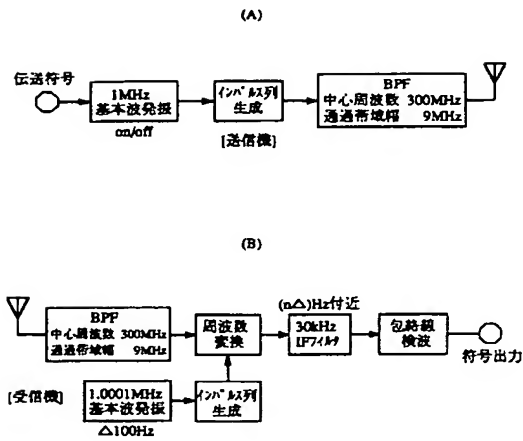 (A)
伝送符号
1MHz
基本波発振
on/off
インパルス列
生成
[送信機]
BPF
中心周波数 300MHz
通過帯域幅 9MHz
(B)
BPF
中心周波数 300MHz
通過帯域幅 9MHz
周波数
変換
(n△)Hz付近
30kHz
IFフィルタ
包絡線
検波
符号出力
[受信機]
1.0001MHz
基本波発振
△100Hz
インパルス列
生成